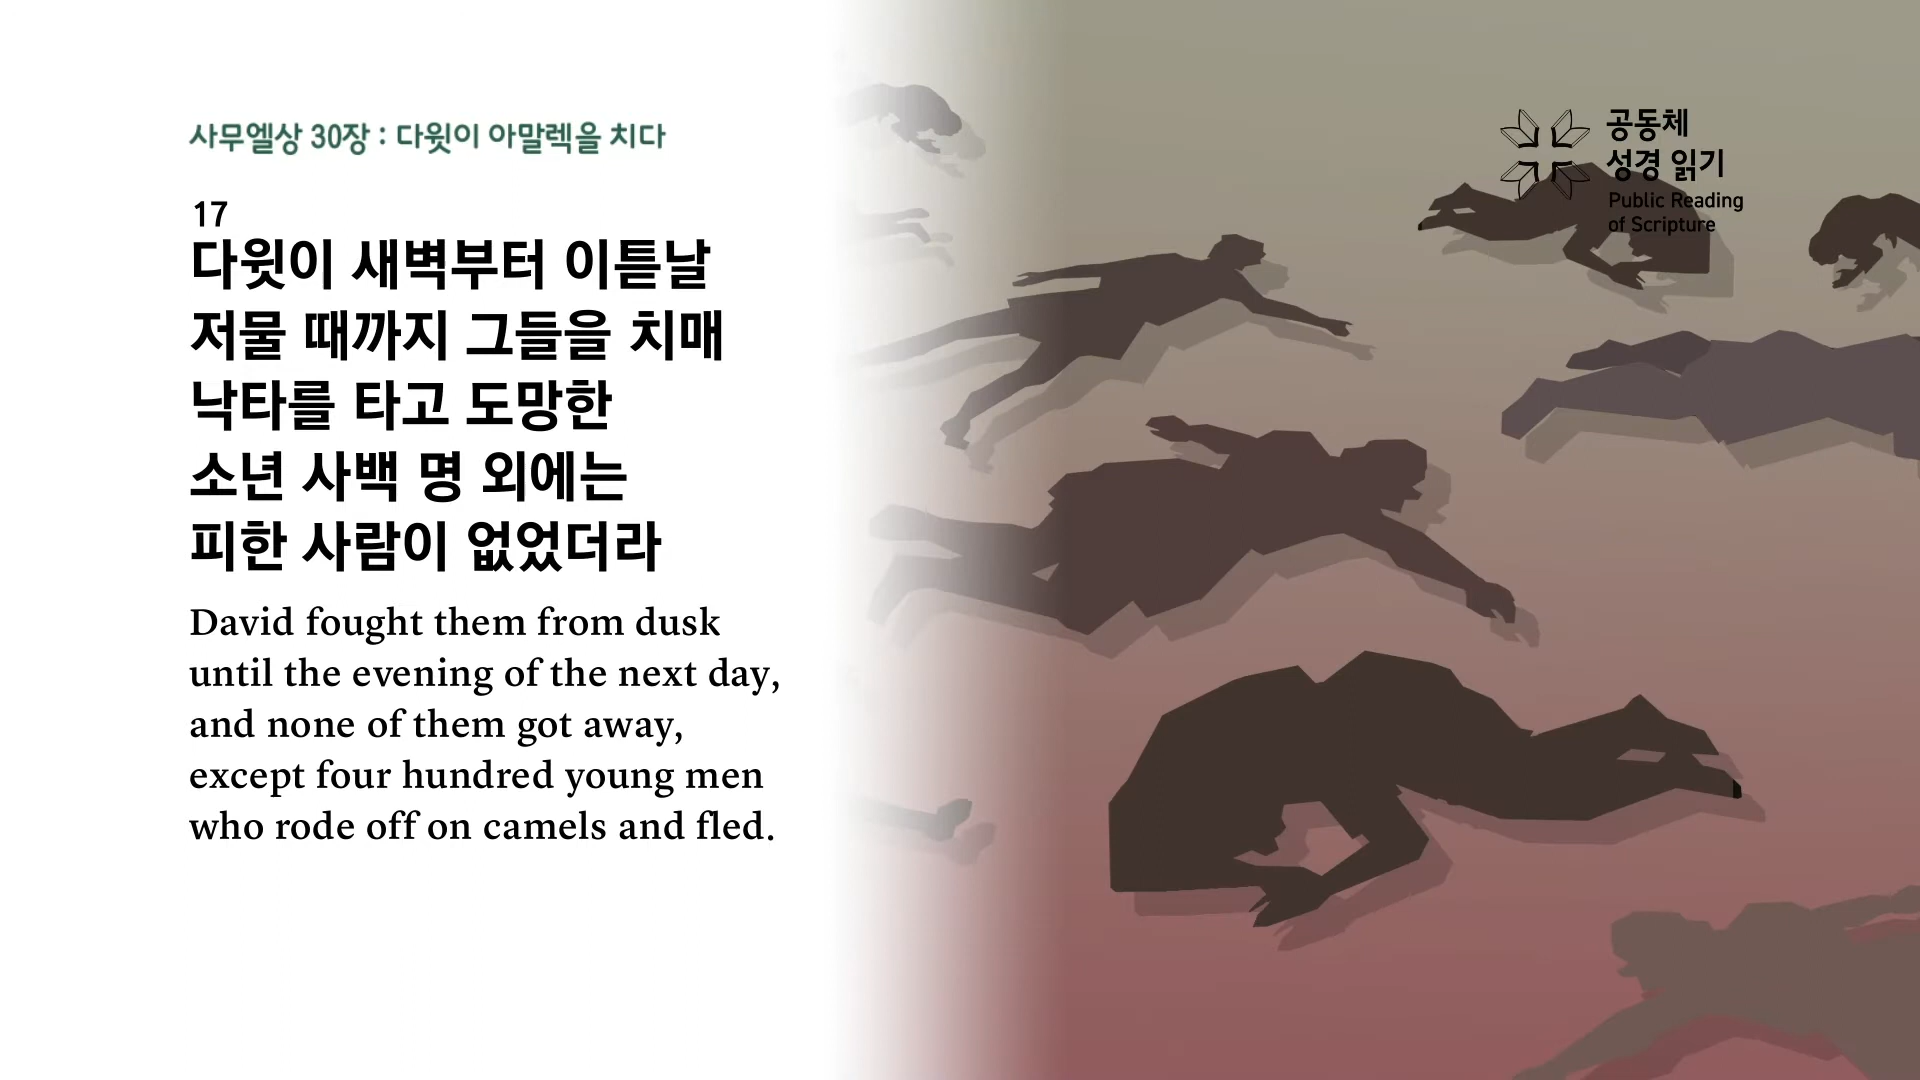 사무엘상 30장 : 다윗이 아말렉을 치다
17
다윗이 새벽부터 이튿날
저물 때까지 그들을 치매
낙타를 타고 도망한
소년 사백 명 외에는
피한 사람이 없었더라
David fought them from dusk
until the evening of the next day,
and none of them got away,
except four hundred young men
who rode off on camels and fled.
공동체
성경 읽기
Public Reading
of Scripture